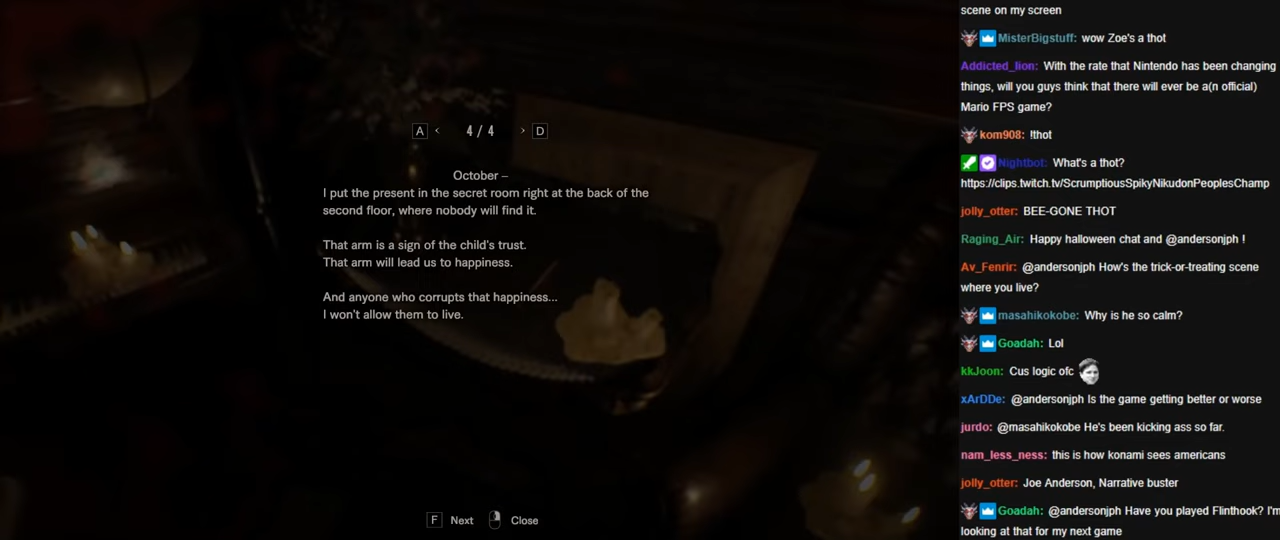 A < 4 / 4 > D
October –
I put the present in the secret room right at the back of the
second floor, where nobody will find it.
That arm is a sign of the child's trust.
That arm will lead us to happiness.
And anyone who corrupts that happiness...
I won't allow them to live.
F Next Close
scene on my screen
MisterBigstuff: wow Zoe's a thot
Addicted_lion: With the rate that Nintendo has been changing
things, will you guys think that there will ever be a(n official)
Mario FPS game?
kom908: !thot
Nightbot: What's a thot?
https://clips.twitch.tv/ScrumptiousSpikyNikudonPeoplesChamp
jolly_otter: BEE-GONE THOT
Raging_Air: Happy halloween chat and @andersonjph !
Av_Fenrir: @andersonjph How's the trick-or-treating scene
where you live?
masahikokobe: Why is he so calm?
Goadah: Lol
kkJoon: Cus logic ofc
xArDDe: @andersonjph Is the game getting better or worse
jurdo: @masahikokobe He's been kicking ass so far.
nam_less_ness: this is how konami sees americans
jolly_otter: Joe Anderson, Narrative buster
Goadah: @andersonjph Have you played Flinthook? I'm
looking at that for my next game